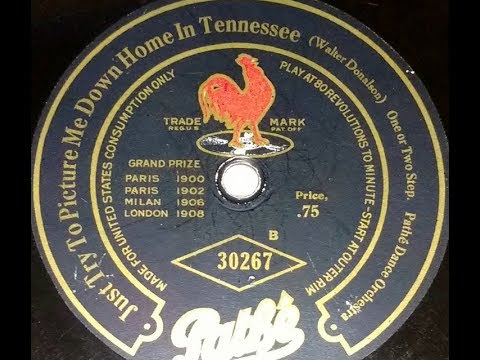 Just Try To Picture Me Down Home In Tennessee (Walter Donalson) One or Two Step. Pathé Dance Orchestra
MADE FOR UNITED STATES CONSUMPTION ONLY
PLAY AT 80 REVOLUTIONS TO MINUTE-START AT OUTER RIM
TRADE MARK
REG.U.S PAT OFF.
GRAND PRIZE
PARIS 1900
PARIS 1902
MILAN 1906
LONDON 1908
Price,
.75
B
30267
Pathé